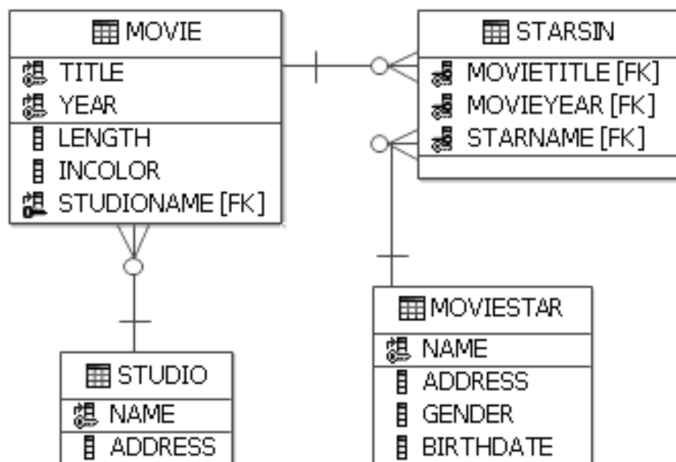 MOVIE
TITLE
YEAR
LENGTH
INCOLOR
STUDIONAME [FK]
STARSIN
MOVIETITLE [FK]
MOVIEYEAR [FK]
STARNAME [FK]
STUDIO
NAME
ADDRESS
MOVIESTAR
NAME
ADDRESS
GENDER
BIRTHDATE